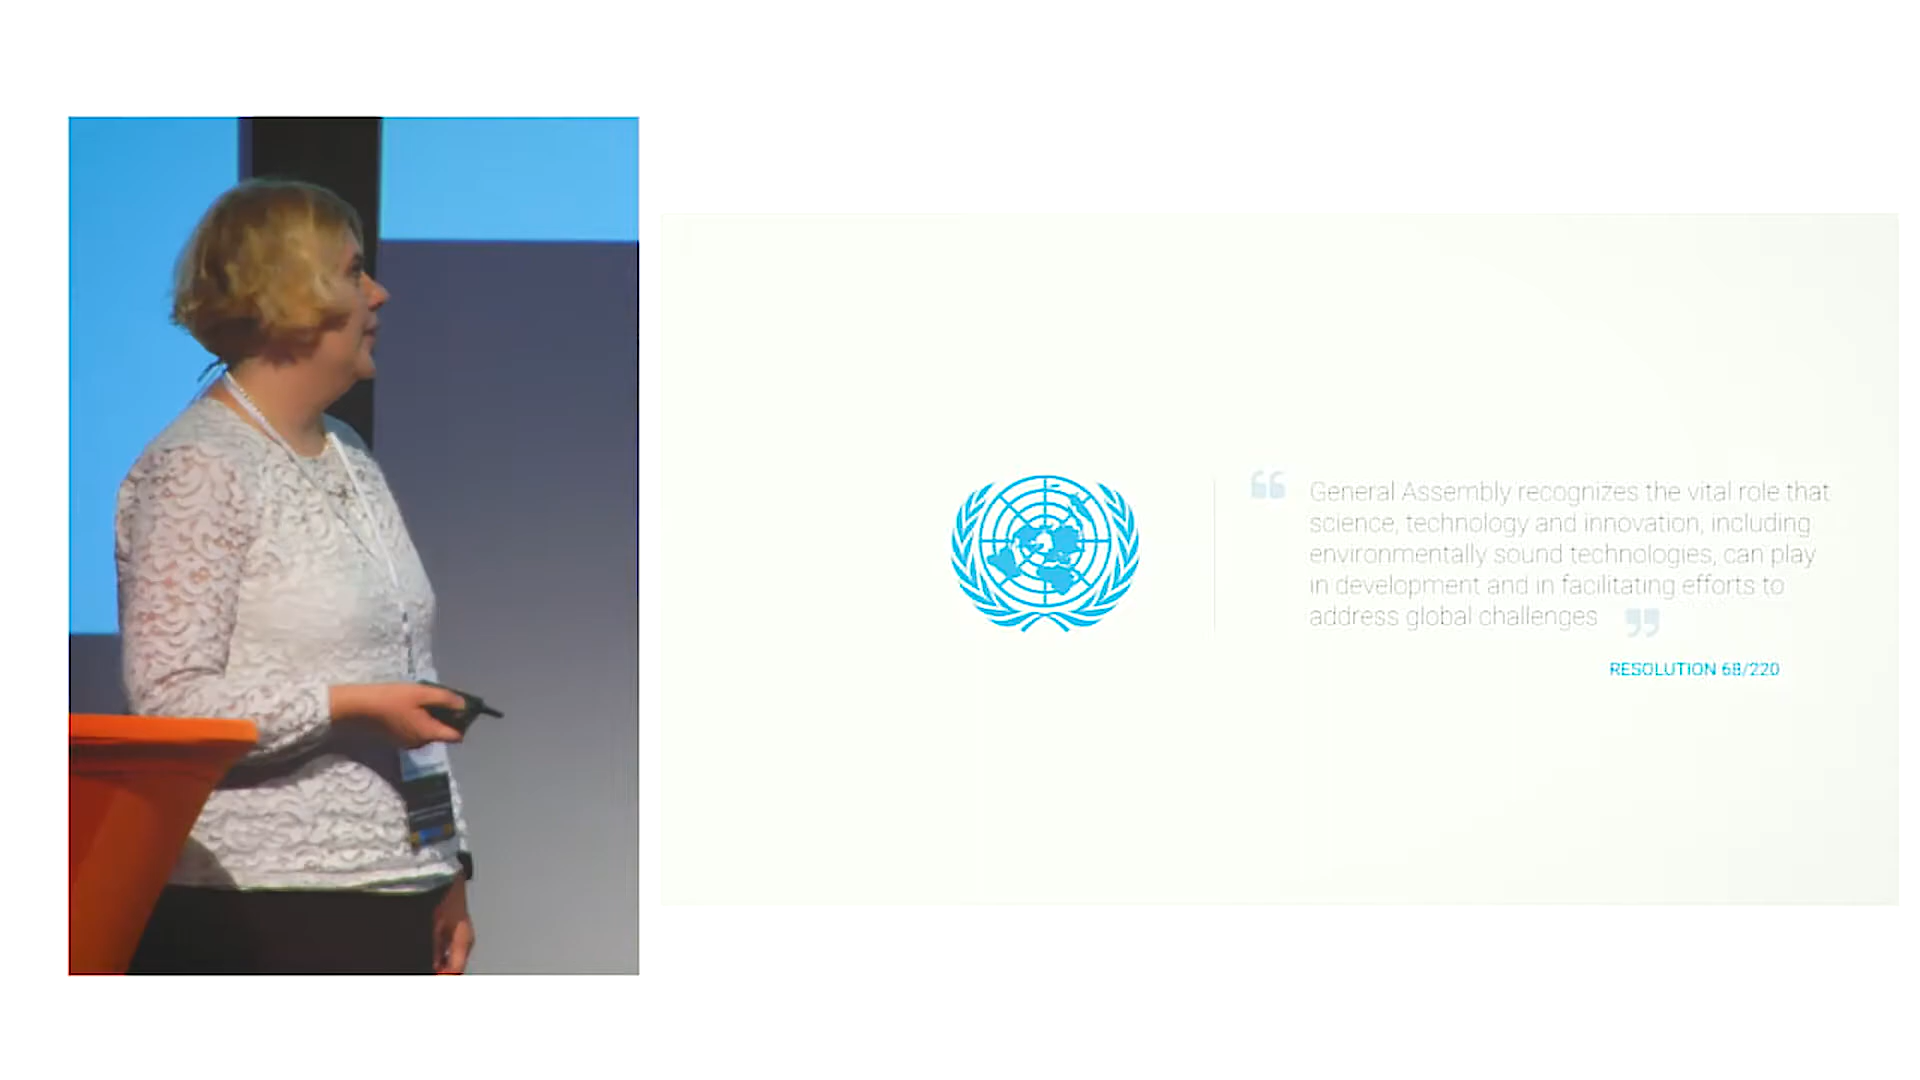 General Assembly recognizes the vital role that
science, technology and innovation, including
environmentally sound technologies, can play
in development and in facilitating efforts to
address global challenges
RESOLUTION 68/220